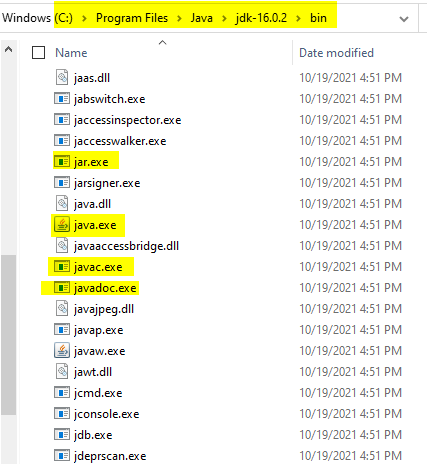 Windows (C:) > Program Files > Java > jdk-16.0.2 > bin
Name Date modified
jaas.dll 10/19/2021 4:51 PM
jabswitch.exe 10/19/2021 4:51 PM
jaccessinspector.exe 10/19/2021 4:51 PM
jaccesswalker.exe 10/19/2021 4:51 PM
jar.exe 10/19/2021 4:51 PM
jarsigner.exe 10/19/2021 4:51 PM
java.dll 10/19/2021 4:51 PM
java.exe 10/19/2021 4:51 PM
javaaccessbridge.dll 10/19/2021 4:51 PM
javac.exe 10/19/2021 4:51 PM
javadoc.exe 10/19/2021 4:51 PM
javajpeg.dll 10/19/2021 4:51 PM
javap.exe 10/19/2021 4:51 PM
javaw.exe 10/19/2021 4:51 PM
jawt.dll 10/19/2021 4:51 PM
jcmd.exe 10/19/2021 4:51 PM
jconsole.exe 10/19/2021 4:51 PM
jdb.exe 10/19/2021 4:51 PM
jdeprscan.exe 10/19/2021 4:51 PM